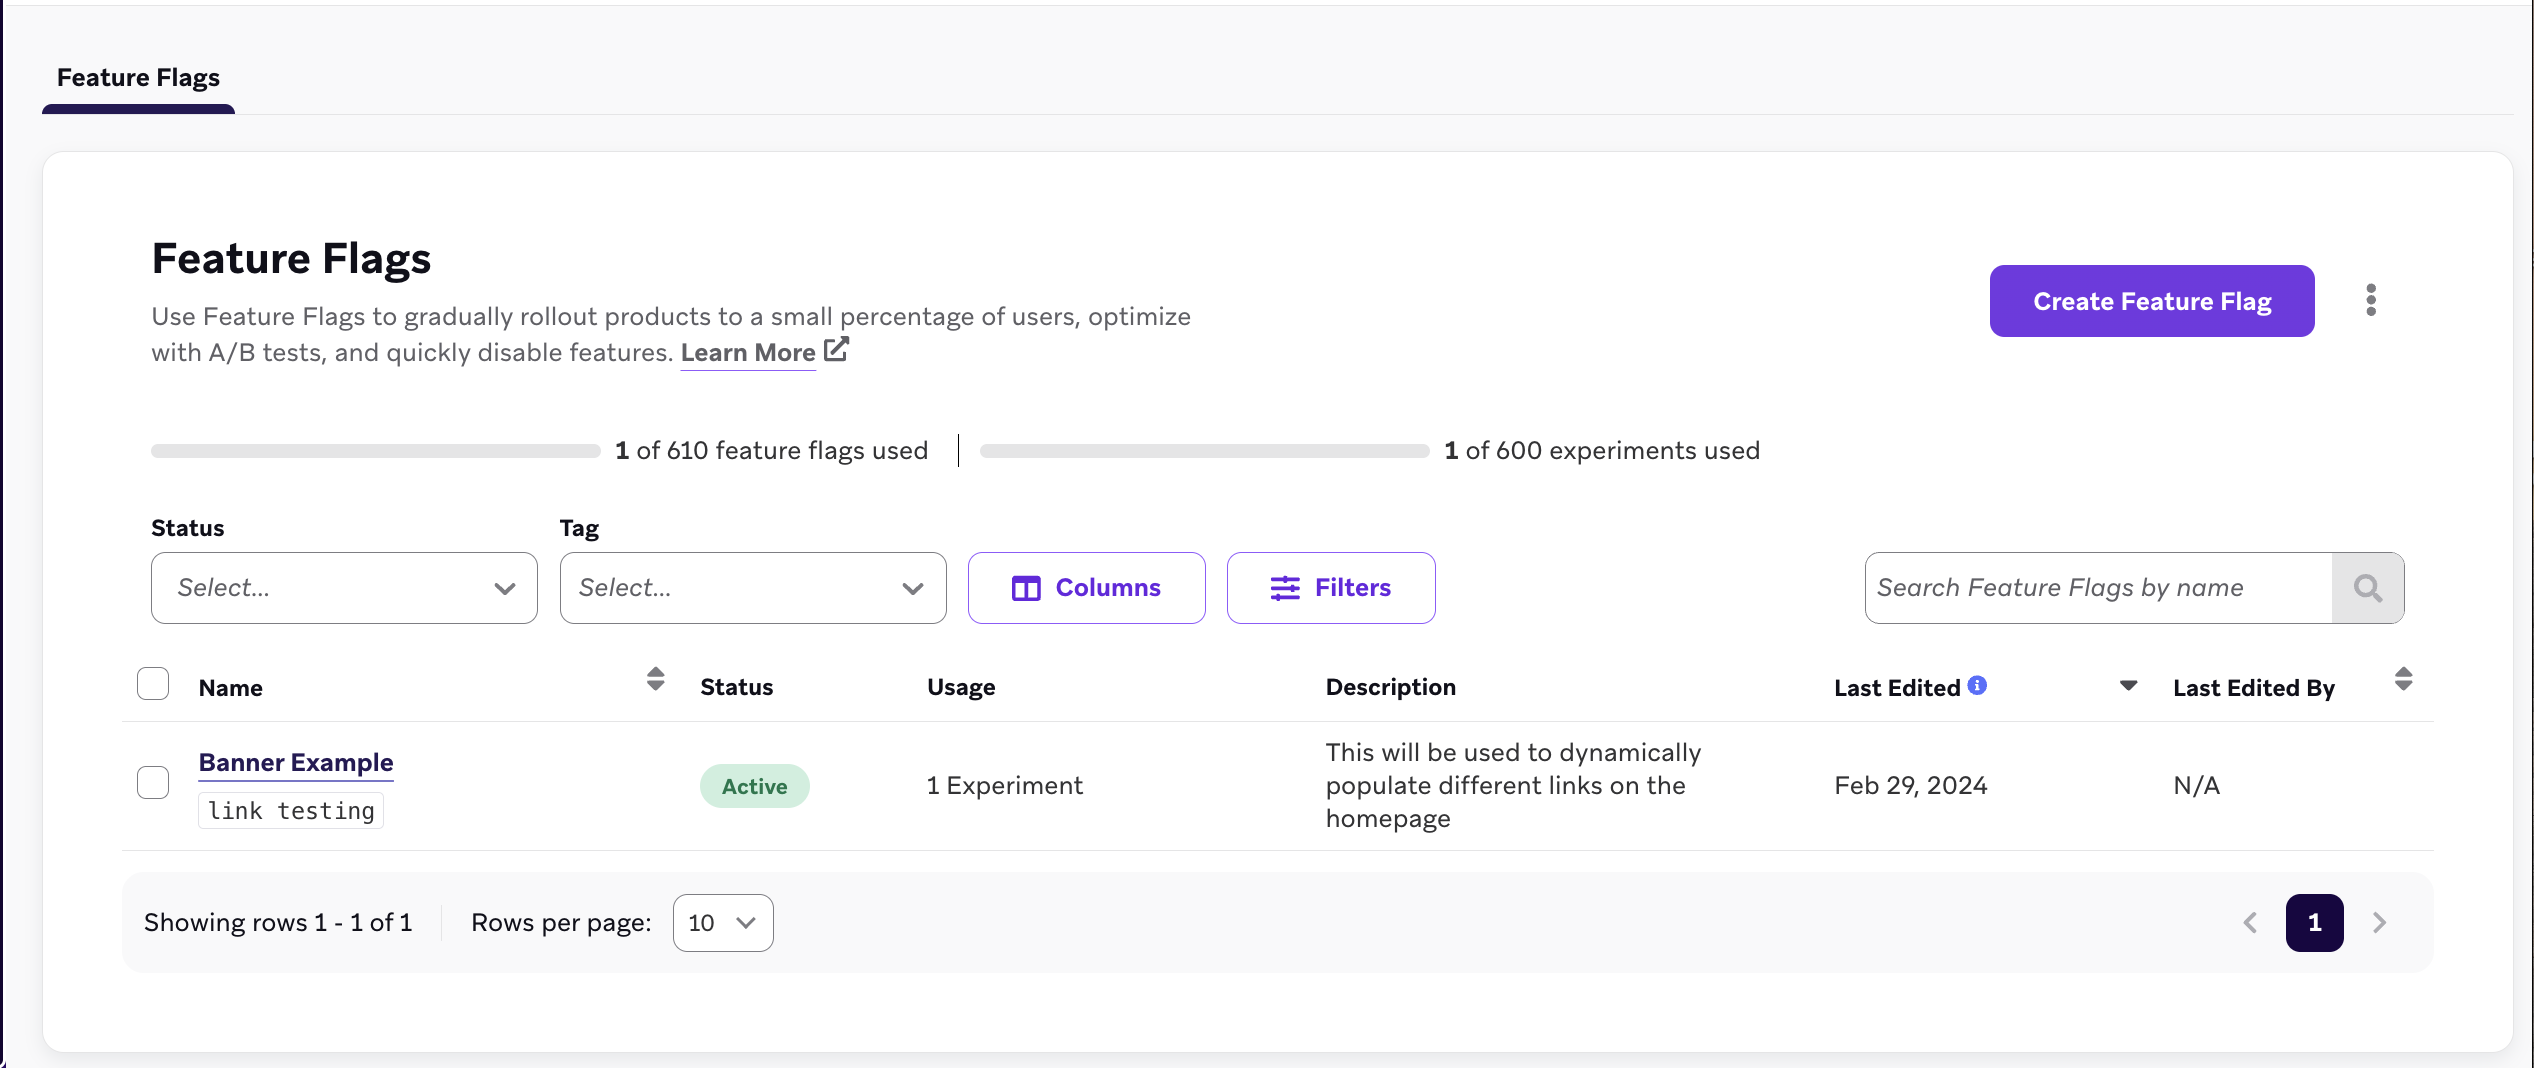 Feature Flags
Feature Flags
Use Feature Flags to gradually rollout products to a small percentage of users, optimize
with A/B tests, and quickly disable features. Learn More
Create Feature Flag
1 of 610 feature flags used
1 of 600 experiments used
Status
Tag
Select...
Select...
Columns
Filters
Search Feature Flags by name
Name
Status
Usage
Description
Last Edited
Last Edited By
Banner Example
link testing
Active
1 Experiment
This will be used to dynamically
populate different links on the
homepage
Feb 29, 2024
N/A
Showing rows 1 - 1 of 1
Rows per page:
10
1